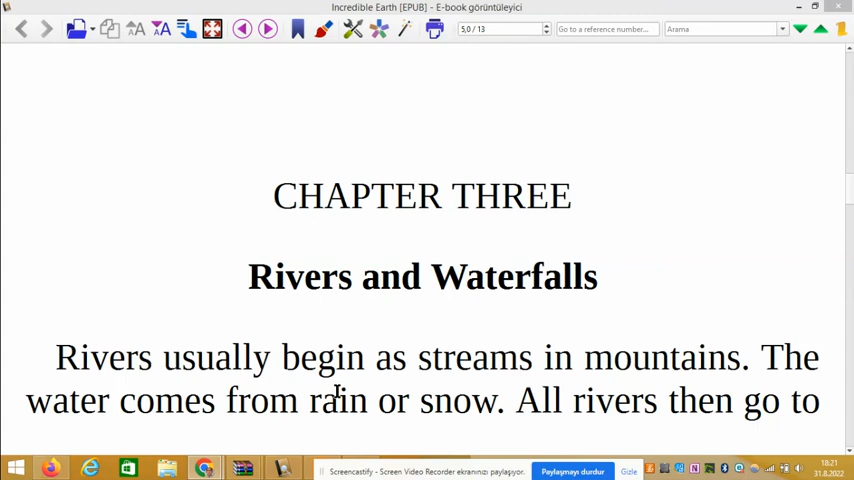 Incredible Earth [EPUB] - E-book görüntüleyici
5,0 / 13
Go to a reference number...
Arama
CHAPTER THREE
Rivers and Waterfalls
Rivers usually begin as streams in mountains. The
water comes from rain or snow. All rivers then go to
Screencastify - Screen Video Recorder ekranınızı paylaşıyor.
Paylaşmayı durdur
Gizle
18:21
31.8.2022